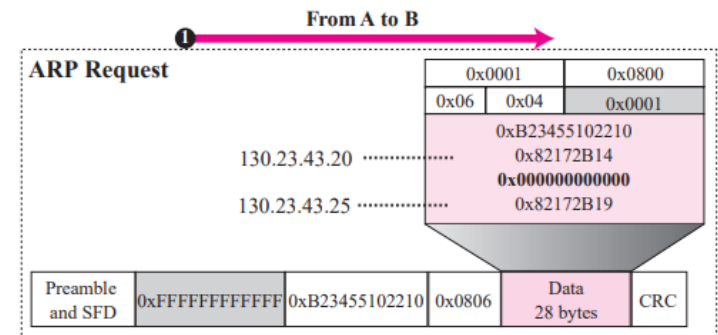 From A to B
1
ARP Request
0x0001 0x0800
0x06 0x04 0x0001
0xB23455102210
130.23.43.20 0x82172B14
0x000000000000
130.23.43.25 0x82172B19
Preamble and SFD 0xFFFFFFFFFFFF 0xB23455102210 0x0806 Data 28 bytes CRC